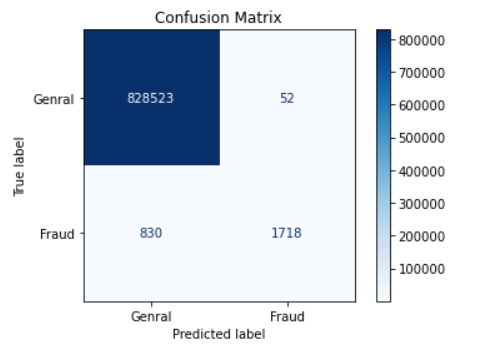 Confusion Matrix
True label
Genral
828523
52
Fraud
830
1718
Genral
Fraud
Predicted label
800000
700000
600000
500000
400000
300000
200000
100000